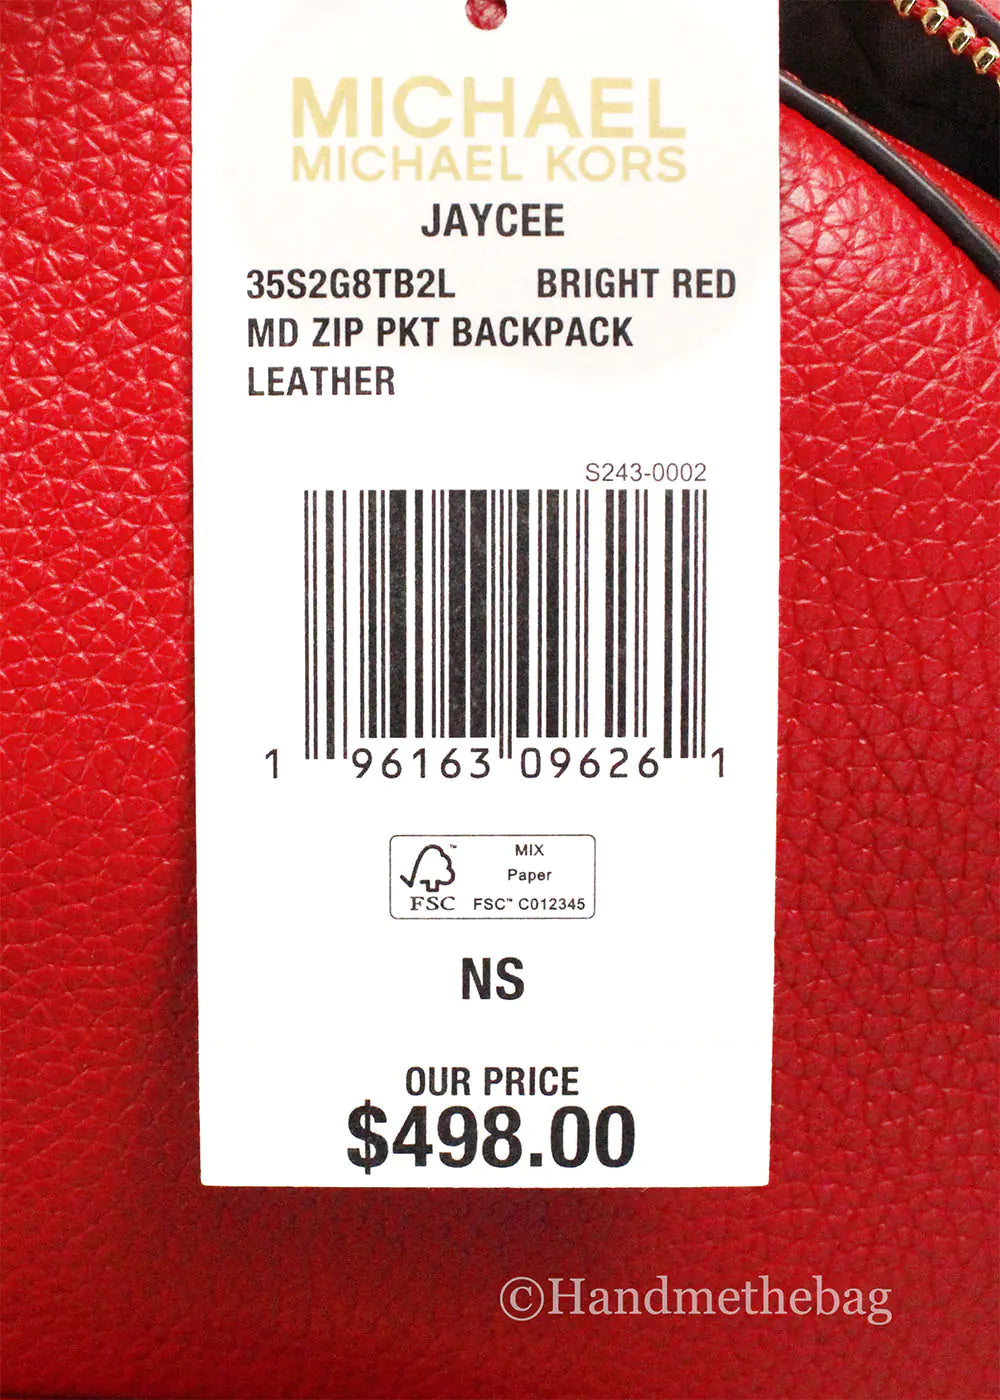 MICHAEL
MICHAEL KORS
JAYCEE
35S2G8TB2L BRIGHT RED
MD ZIP PKT BACKPACK
LEATHER
S243-0002
1 96163 09626 1
MIX
Paper
FSC™ C012345
FSC
NS
OUR PRICE
$498.00
©Handmethebag